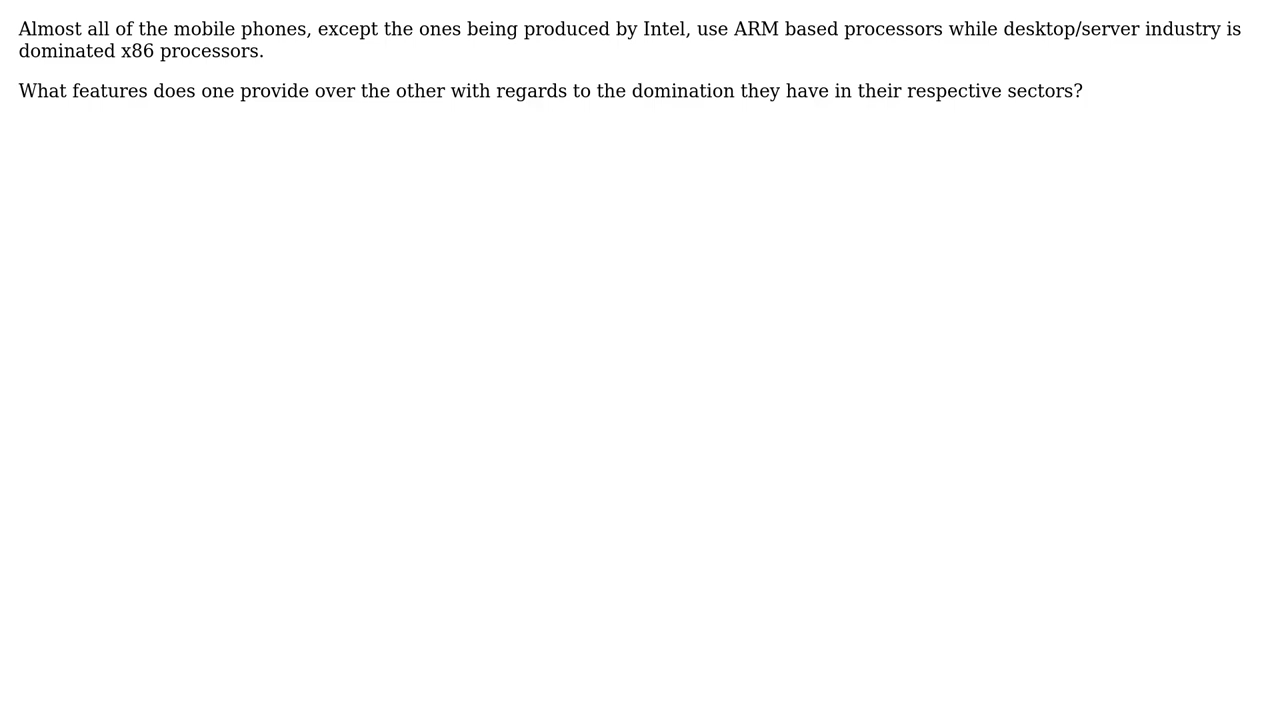 Almost all of the mobile phones, except the ones being produced by Intel, use ARM based processors while desktop/server industry is
dominated x86 processors.
What features does one provide over the other with regards to the domination they have in their respective sectors?